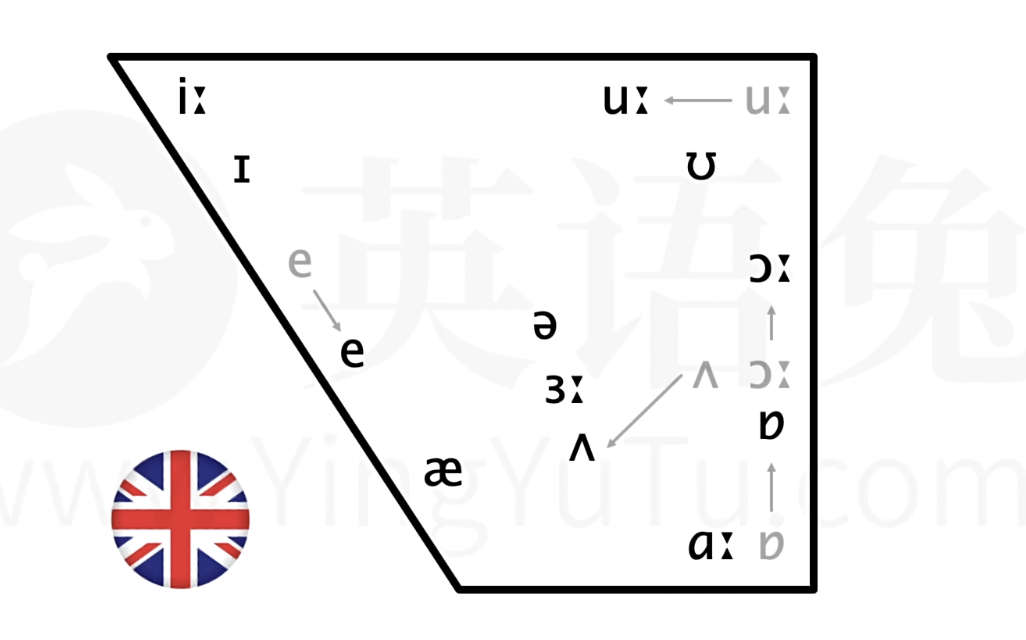 iː uː uː
ɪ ʊ
e ɔː
ə
e
ʌ ɔː
ɜː
ɒ
ʌ
æ
ɑː ɒ
英语兔
www.YingYuTu.com